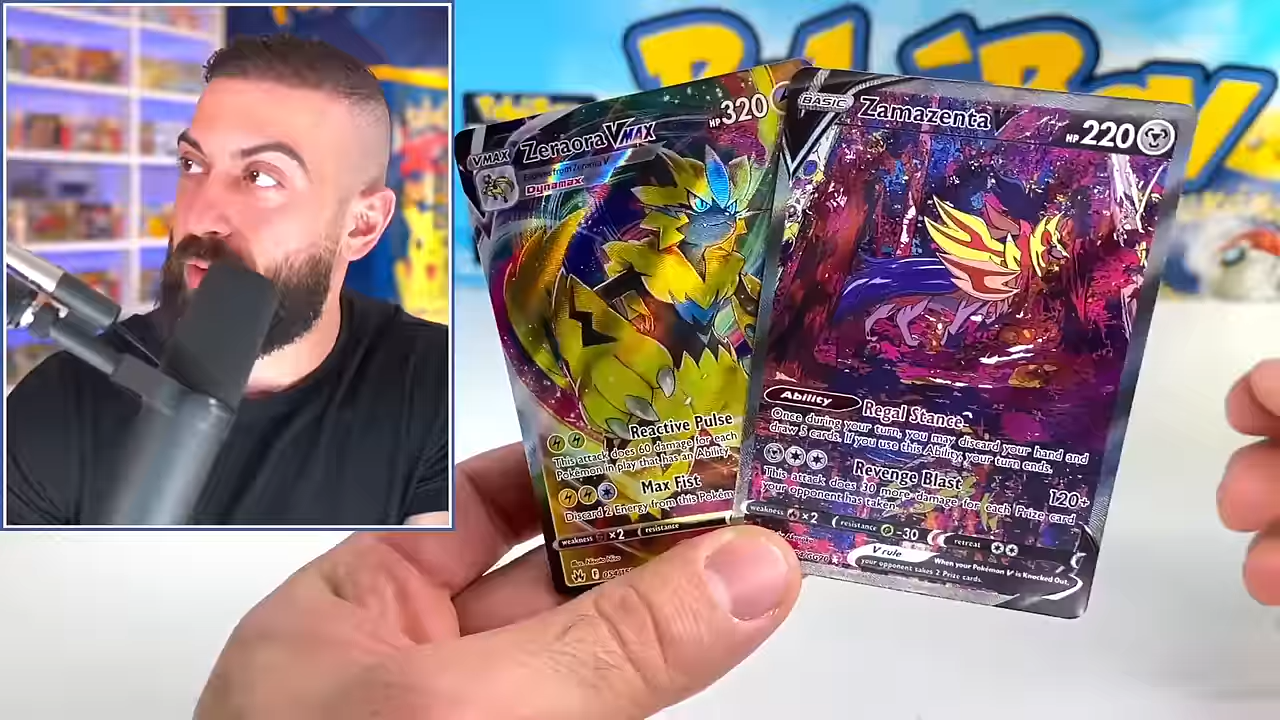 PokiBoy
VMAX Zeraora VMAX HP 320
Evolves from Zeraora V
Dynamax
Reactive Pulse
This attack does 60 damage for each
Pokémon in play that has an Ability
Max Fist
Discard 2 Energy from this Pokém
weakness ×2 resistance
BASIC Zamazenta HP 220
Ability Regal Stance
Once during your turn, you may discard your hand and
draw 5 cards. If you use this Ability, your turn ends.
Revenge Blast 120+
This attack does 30 more damage for each Prize card
your opponent has taken.
weakness ×2 resistance -30 retreat
V rule When your Pokémon V is Knocked Out,
your opponent takes 2 Prize cards.